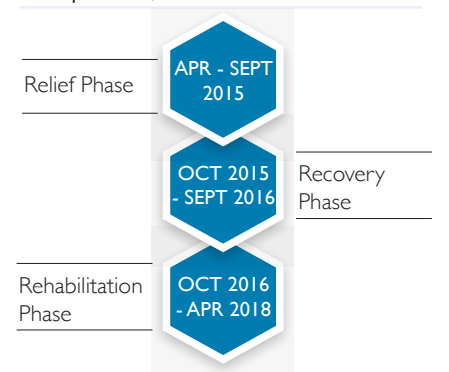 Relief Phase
APR - SEPT
2015
OCT 2015
- SEPT 2016
Recovery
Phase
Rehabilitation
Phase
OCT 2016
- APR 2018